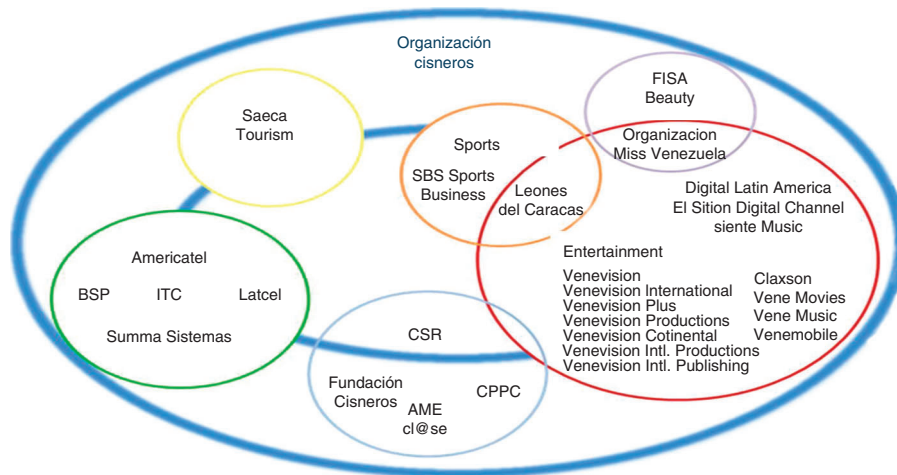 Organización
cisneros
FISA
Beauty
Saeca
Tourism
Organizacion
Miss Venezuela
Sports
SBS Sports
Business
Leones
del Caracas
Digital Latin America
El Sition Digital Channel
siente Music
Americatel
BSP
ITC
Latcel
Summa Sistemas
Entertainment
Venevision
Venevision International
Venevision Plus
Venevision Productions
Venevision Cotinental
Venevision Intl. Productions
Venevision Intl. Publishing
Claxson
Vene Movies
Vene Music
Venemobile
CSR
Fundación
Cisneros
AME
cl@se
CPPC